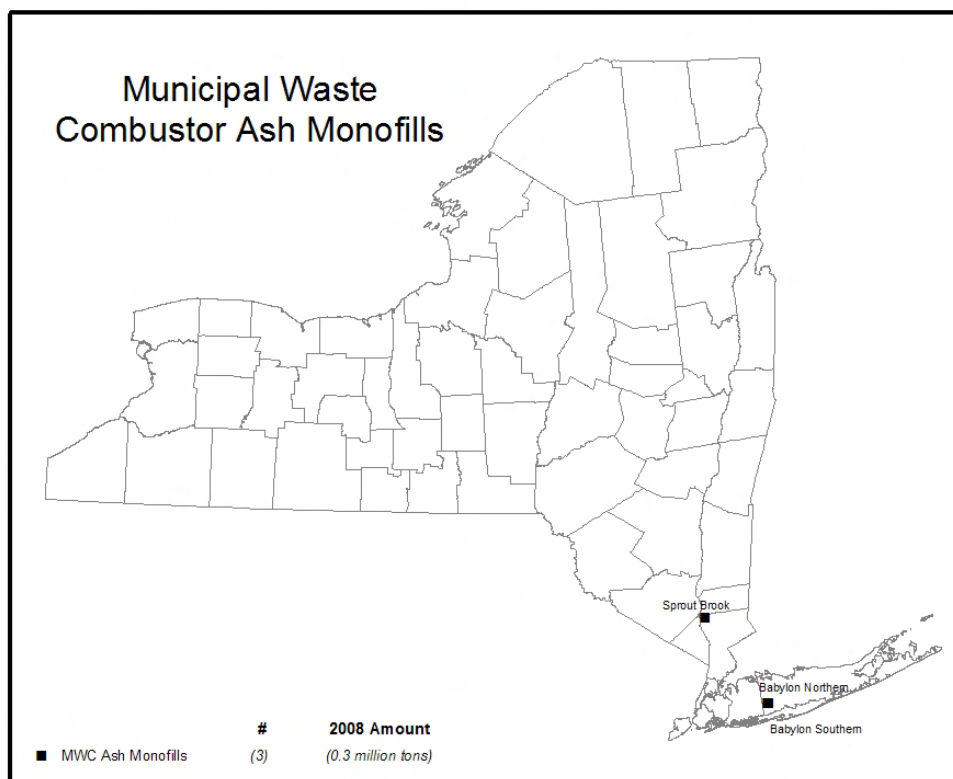 Municipal Waste
Combustor Ash Monofills
Sprout Brook
Babylon Northern
Babylon Southern
# 2008 Amount
MWC Ash Monofills (3) (0.3 million tons)